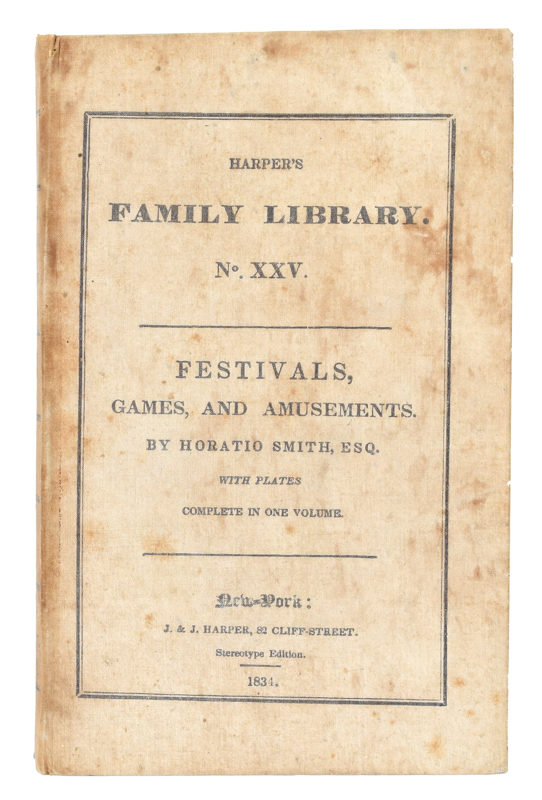 HARPER'S
FAMILY LIBRARY.
Nº. XXV.
FESTIVALS,
GAMES, AND AMUSEMENTS.
BY HORATIO SMITH, ESQ.
WITH PLATES
COMPLETE IN ONE VOLUME.
New-York:
J. & J. HARPER, 82 CLIFF-STREET.
Stereotype Edition.
1834.